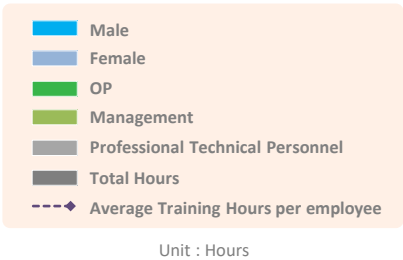 Male
Female
OP
Management
Professional Technical Personnel
Total Hours
Average Training Hours per employee
Unit : Hours